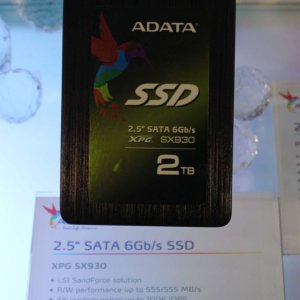 ADATA
SSD
2.5" SATA 6Gb/s
XPG SX930
2TB
2.5" SATA 6Gb/s SSD
XPG SX930
• LSI SandForce solution
• R/W performance up to 555/555 MB/s